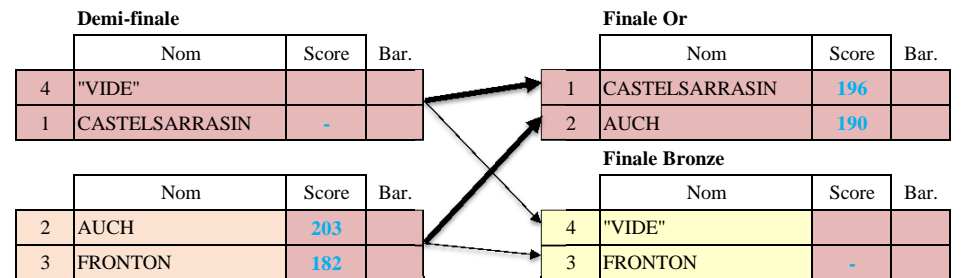 Demi-finale Finale Or
Nom Score Bar. Nom Score Bar.
4 "VIDE" 1 CASTELSARRASIN 196
1 CASTELSARRASIN - 2 AUCH 190
Finale Bronze
Nom Score Bar. Nom Score Bar.
2 AUCH 203 4 "VIDE"
3 FRONTON 182 3 FRONTON -